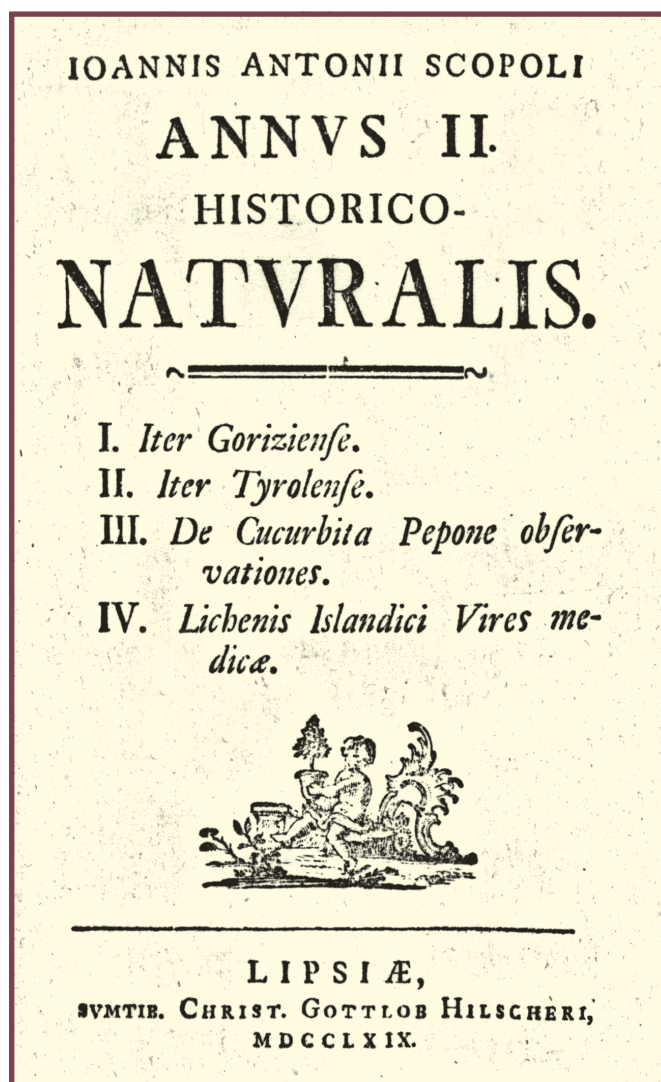 IOANNIS ANTONII SCOPOLI
ANNVS II.
HISTORICO-
NATVRALIS.
I. Iter Gorizienſe.
II. Iter Tyrolenſe.
III. De Cucurbita Pepone obſer-
vationes.
IV. Lichenis Islandici Vires me-
dicæ.
LIPSIÆ,
SVMTIB. CHRIST. GOTTLOB HILSCHERI,
MDCCLXIX.